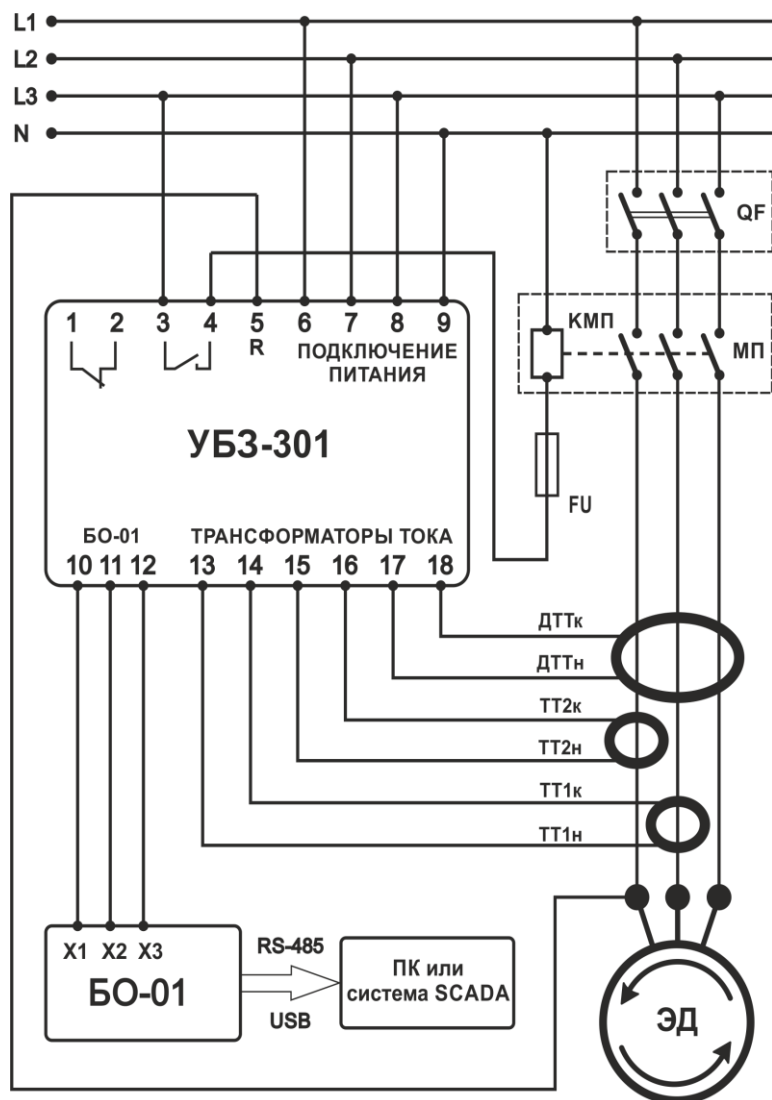 L1
L2
L3
N
QF
1 2 3 4 5 6 7 8 9
R
ПОДКЛЮЧЕНИЕ
ПИТАНИЯ
КМП
МП
УБЗ-301
FU
БО-01
ТРАНСФОРМАТОРЫ ТОКА
10 11 12 13 14 15 16 17 18
ДТТк
ДТТн
ТТ2к
ТТ2н
ТТ1к
ТТ1н
X1 X2 X3
БО-01
RS-485
USB
ПК или
система SCADA
ЭД